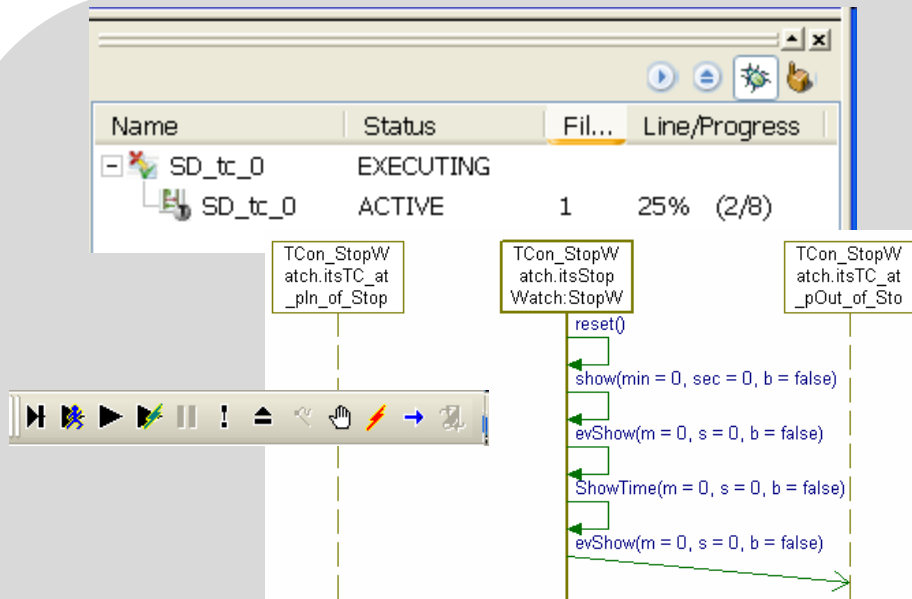 Name Status Fil... Line/Progress
SD_tc_0 EXECUTING
SD_tc_0 ACTIVE 1 25% (2/8)
TCon_StopW
atch.itsTC_at
_pIn_of_Stop
TCon_StopW
atch.itsStop
Watch:StopW
TCon_StopW
atch.itsTC_at
_pOut_of_Sto
reset()
show(min = 0, sec = 0, b = false)
evShow(m = 0, s = 0, b = false)
ShowTime(m = 0, s = 0, b = false)
evShow(m = 0, s = 0, b = false)